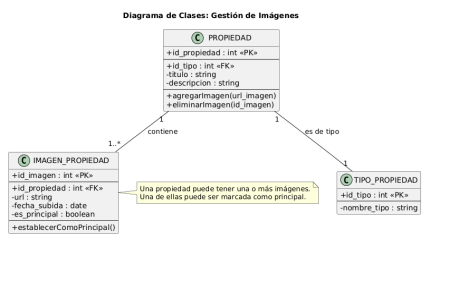 Diagrama de Clases: Gestión de Imágenes
C PROPIEDAD
+id_propiedad : int «PK»
+id_tipo : int «FK»
-titulo : string
-descripcion : string
+agregarImagen(url_imagen)
+eliminarImagen(id_imagen)
1 1
contiene es de tipo
1..* 1
C IMAGEN_PROPIEDAD
+id_imagen : int «PK»
+id_propiedad : int «FK»
-url : string
-fecha_subida : date
-es_principal : boolean
+establecerComoPrincipal()
Una propiedad puede tener una o más imágenes.
Una de ellas puede ser marcada como principal.
C TIPO_PROPIEDAD
+id_tipo : int «PK»
-nombre_tipo : string